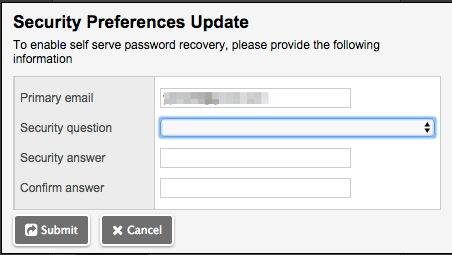 Security Preferences Update
To enable self serve password recovery, please provide the following
information
Primary email
Security question
Security answer
Confirm answer
Submit Cancel